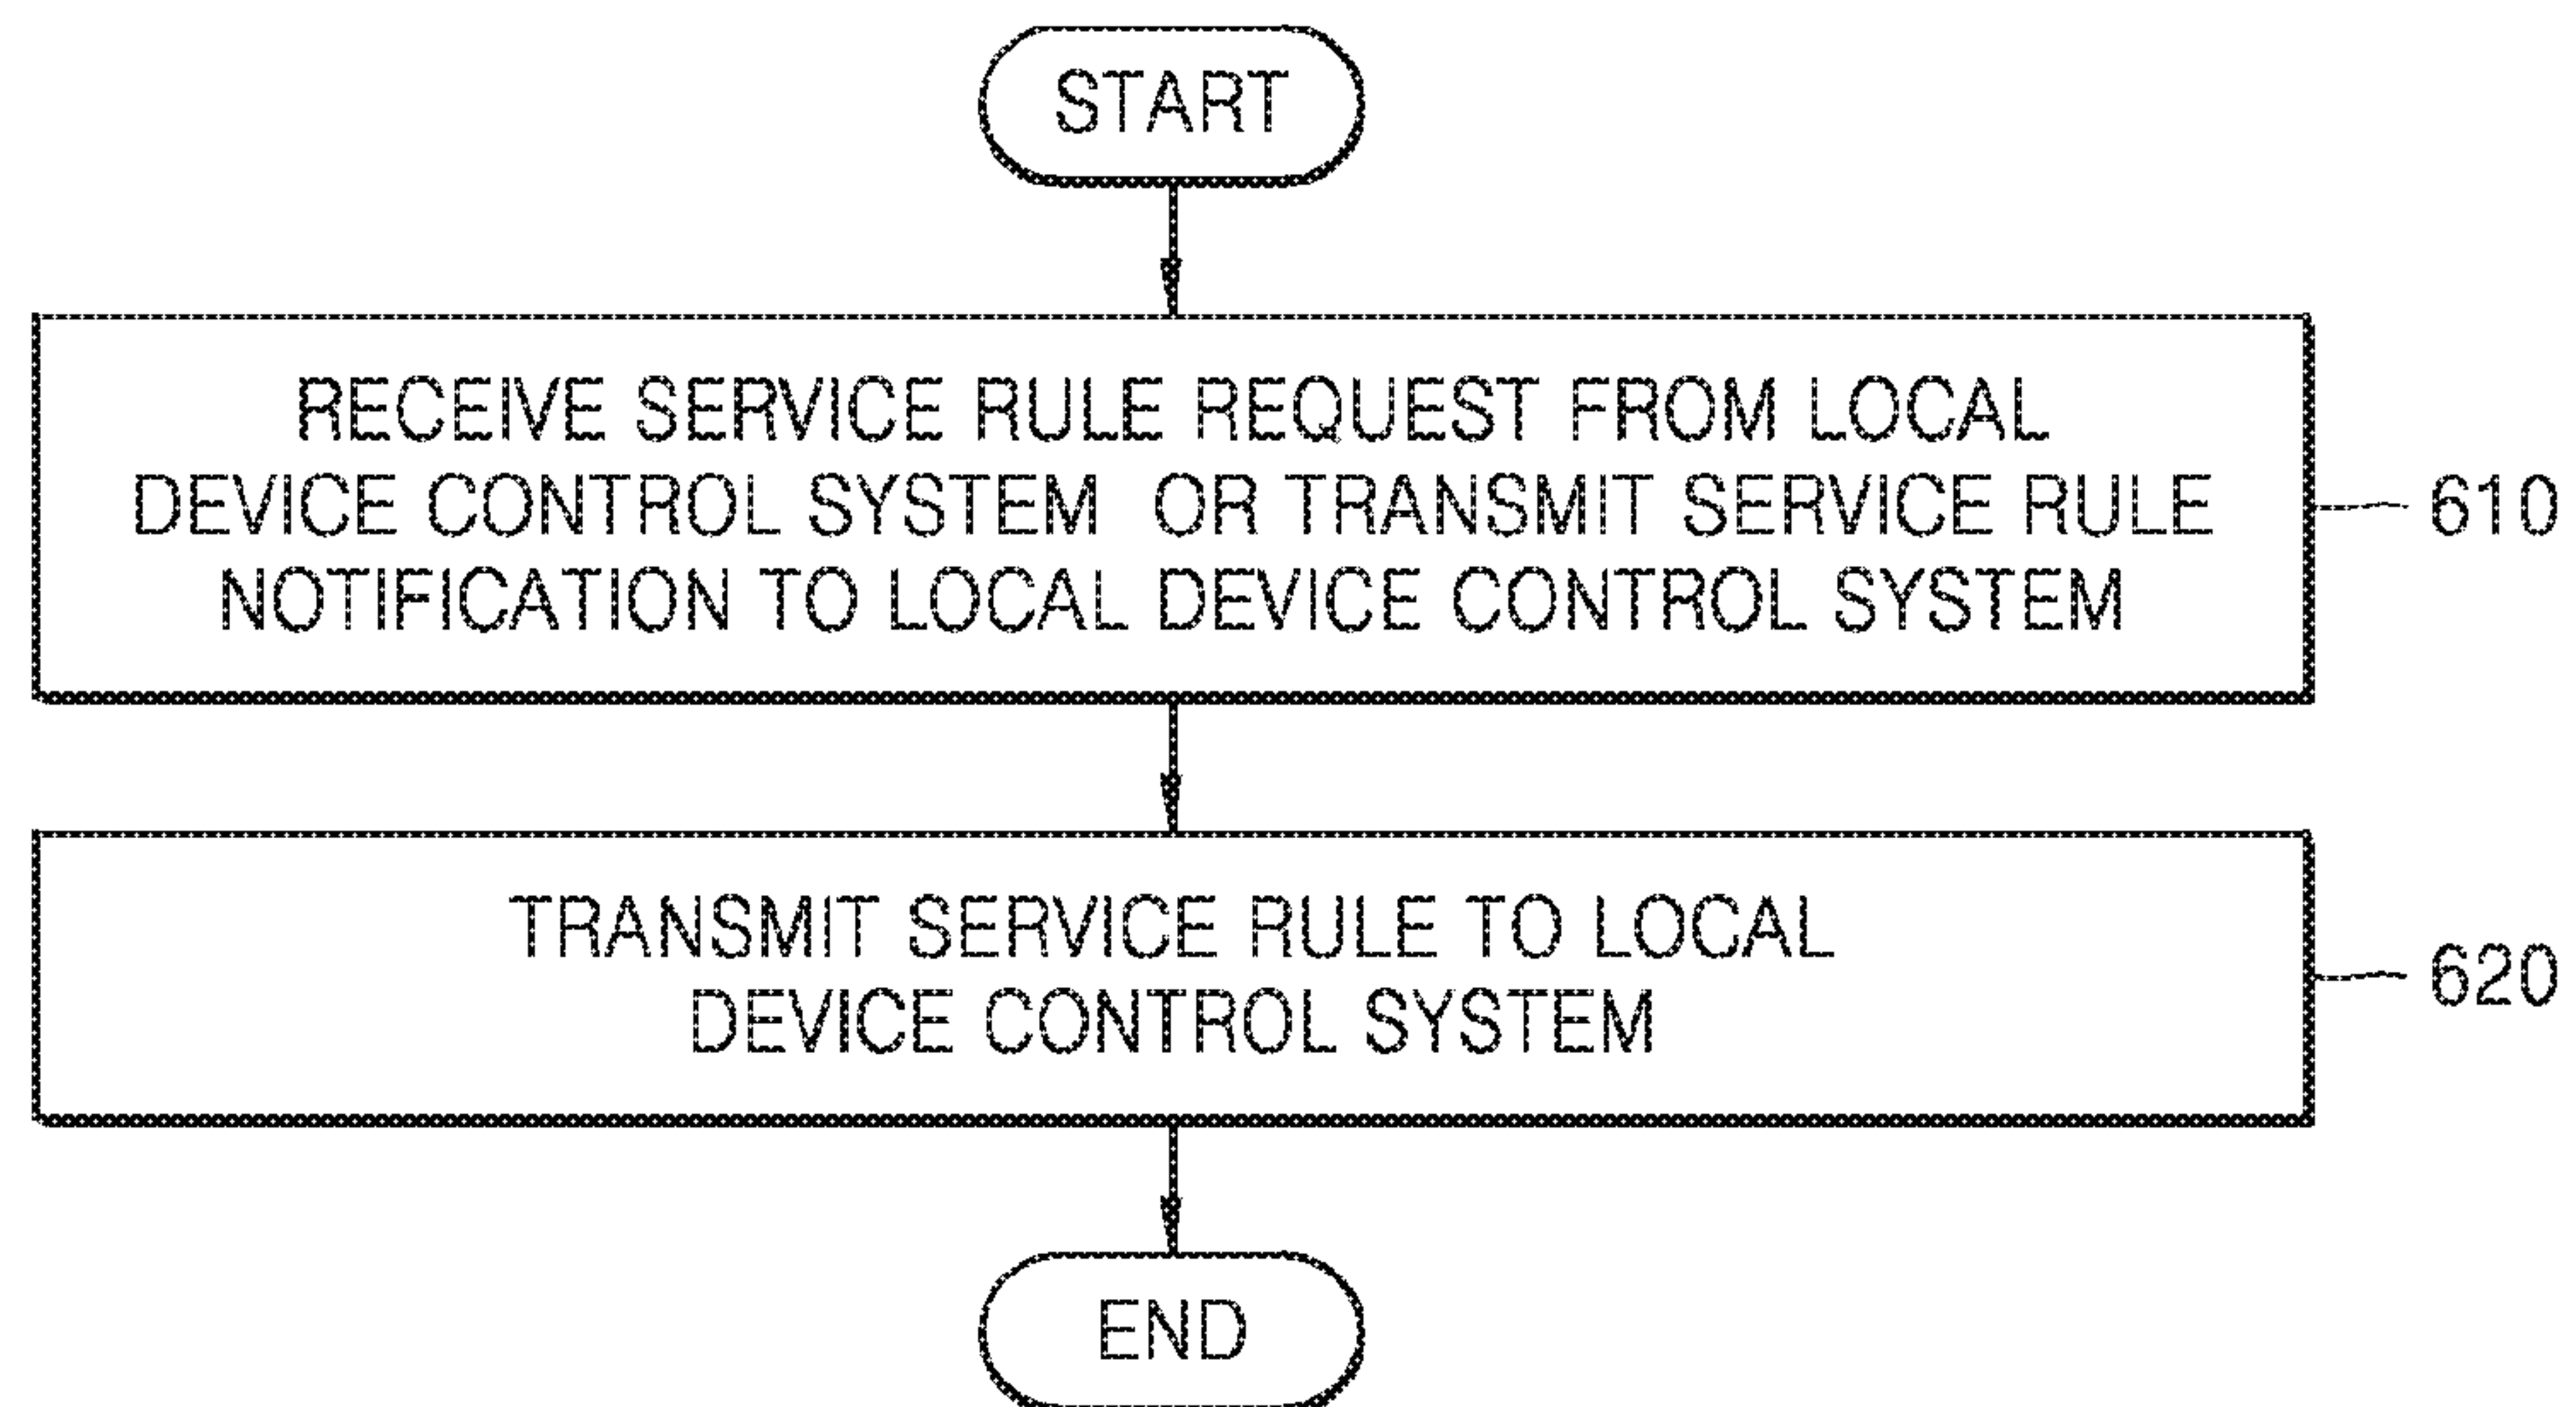 START
RECEIVE SERVICE RULE REQUEST FROM LOCAL
DEVICE CONTROL SYSTEM OR TRANSMIT SERVICE RULE
NOTIFICATION TO LOCAL DEVICE CONTROL SYSTEM
610
TRANSMIT SERVICE RULE TO LOCAL
DEVICE CONTROL SYSTEM
620
END